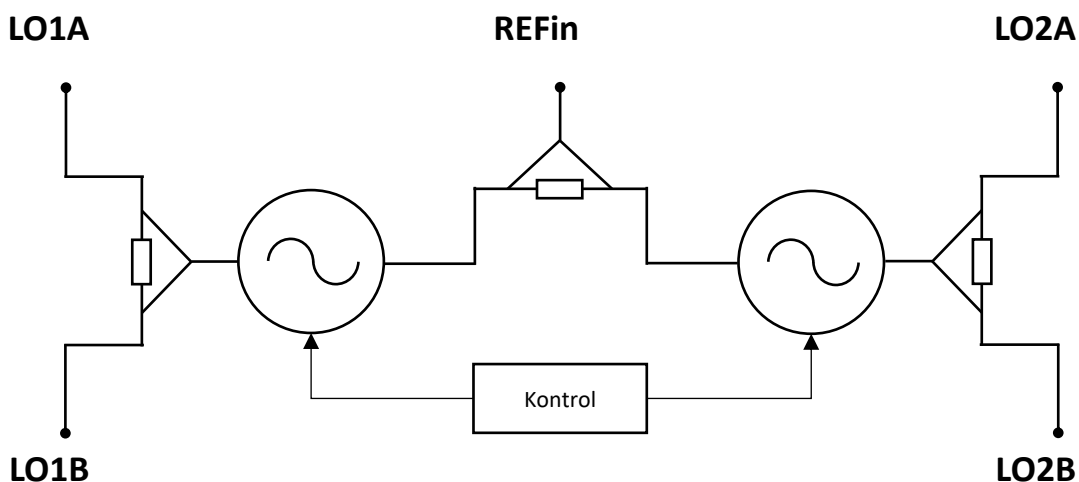 LO1A
REFin
LO2A
Kontrol
LO1B
LO2B